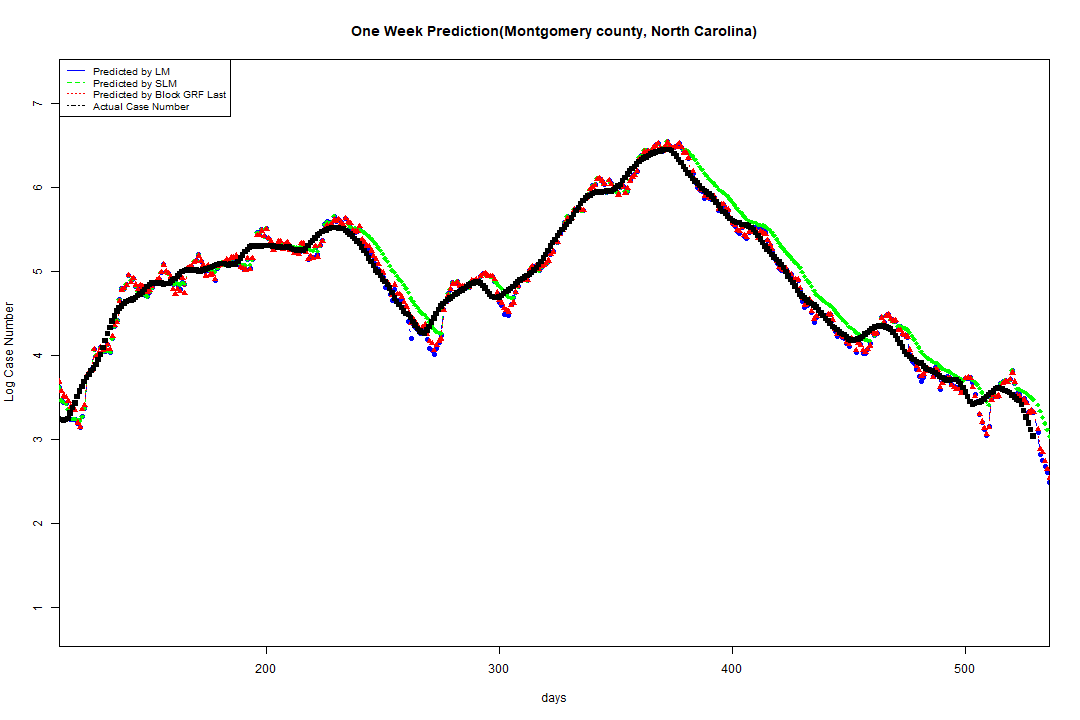 One Week Prediction(Montgomery county, North Carolina)
Predicted by LM
Predicted by SLM
Predicted by Block GRF Last
Actual Case Number
7
6
5
4
3
2
1
Log Case Number
200 300 400 500
days